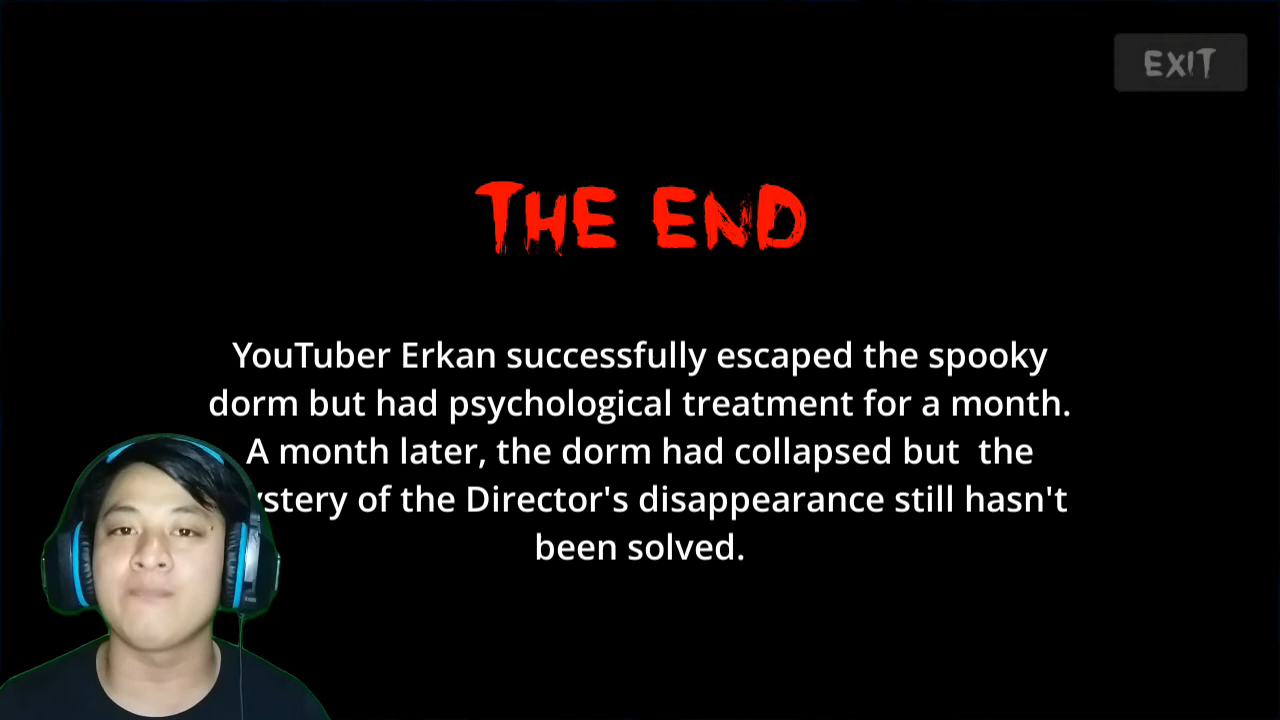 EXIT
THE END
YouTuber Erkan successfully escaped the spooky
dorm but had psychological treatment for a month.
A month later, the dorm had collapsed but  the
of the Director's disappearance still hasn't
been solved.